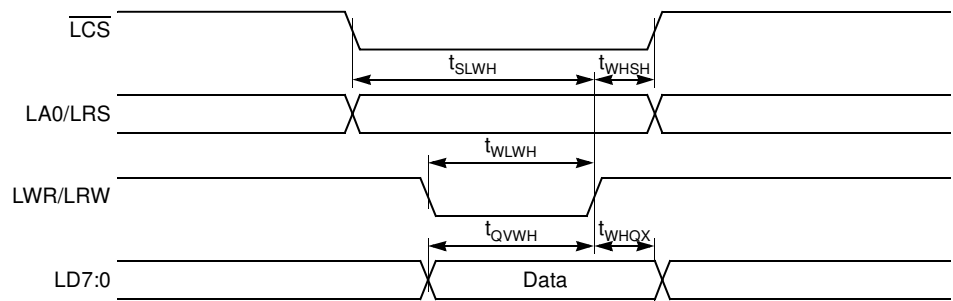 LCS
tSLWH
tWHSH
LA0/LRS
tWLWH
LWR/LRW
tQVWH
tWHQX
LD7:0
Data